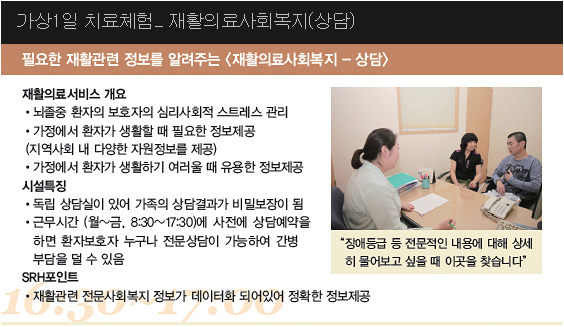 가상1일 치료체험_ 재활의료사회복지(상담)
필요한 재활관련 정보를 알려주는 <재활의료사회복지 - 상담>
재활의료서비스 개요
• 뇌졸중 환자의 보호자의 심리사회적 스트레스 관리
• 가정에서 환자가 생활할 때 필요한 정보제공
(지역사회 내 다양한 자원정보를 제공)
• 가정에서 환자가 생활하기 여러울 때 유용한 정보제공
시설특징
• 독립 상담실이 있어 가족의 상담결과가 비밀보장이 됨
• 근무시간 (월~금, 8:30~17:30)에 사전에 상담예약을
하면 환자보호자 누구나 전문상담이 가능하여 간병
부담을 덜 수 있음
SRH포인트
• 재활관련 전문사회복지 정보가 데이터화 되어있어 정확한 정보제공
"장애등급 등 전문적인 내용에 대해 상세
히 물어보고 싶을 때 이곳을 찾습니다"
16:30~17:00